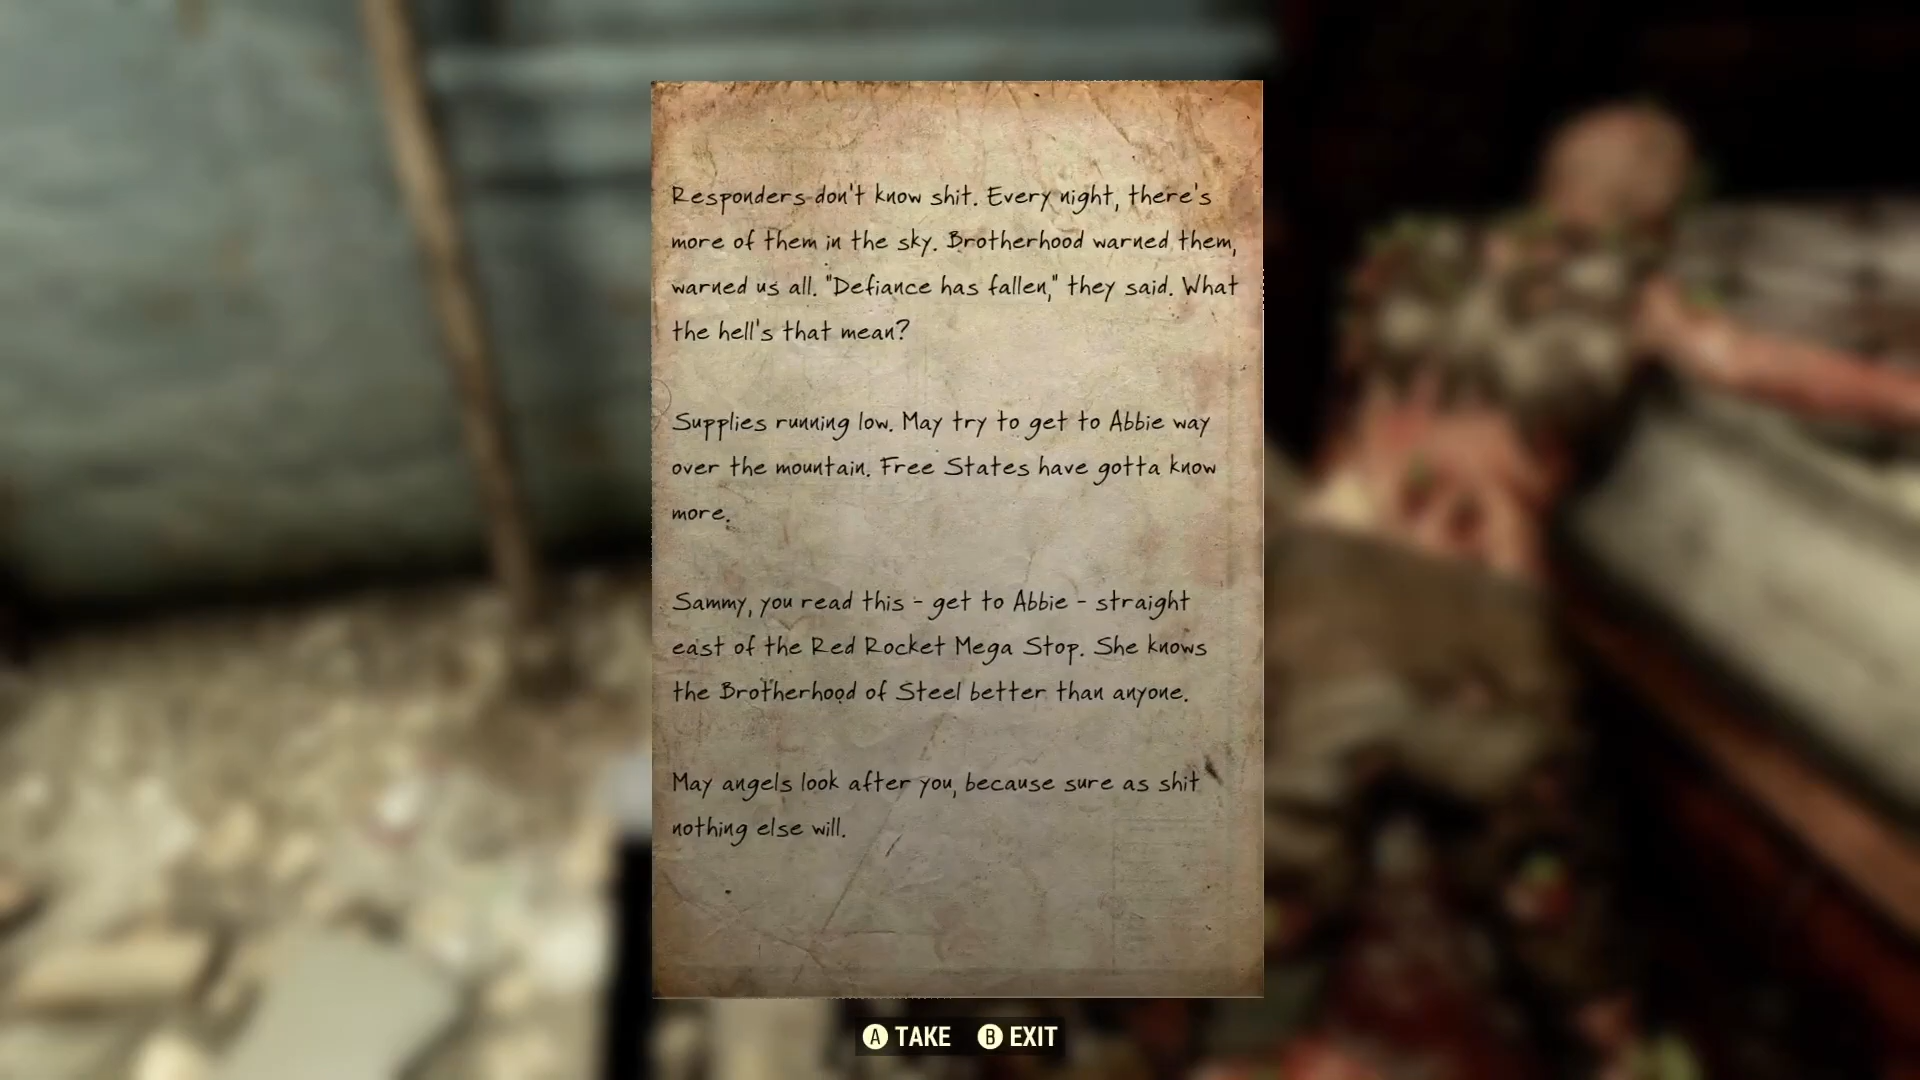 Responders don't know shit. Every night, there's
more of them in the sky. Brotherhood warned them,
warned us all. "Defiance has fallen," they said. What
the hell's that mean?
Supplies running low. May try to get to Abbie way
over the mountain. Free States have gotta know
more.
Sammy, you read this - get to Abbie - straight
east of the Red Rocket Mega Stop. She knows
the Brotherhood of Steel better than anyone.
May angels look after you, because sure as shit
nothing else will.
A TAKE B EXIT